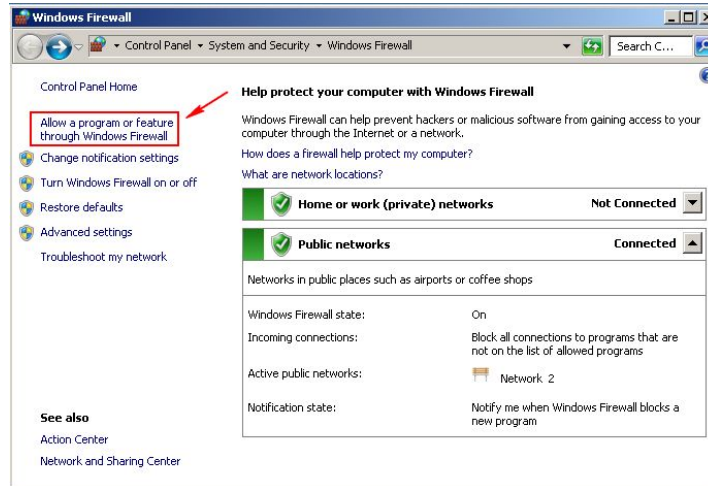 Windows Firewall
Control Panel System and Security Windows Firewall Search C...
Control Panel Home
Allow a program or feature
through Windows Firewall
Change notification settings
Turn Windows Firewall on or off
Restore defaults
Advanced settings
Troubleshoot my network
See also
Action Center
Network and Sharing Center
Help protect your computer with Windows Firewall
Windows Firewall can help prevent hackers or malicious software from gaining access to your
computer through the Internet or a network.
How does a firewall help protect my computer?
What are network locations?
Home or work (private) networks Not Connected
Public networks Connected
Networks in public places such as airports or coffee shops
Windows Firewall state: On
Incoming connections: Block all connections to programs that are
not on the list of allowed programs
Active public networks: Network 2
Notification state: Notify me when Windows Firewall blocks a
new program